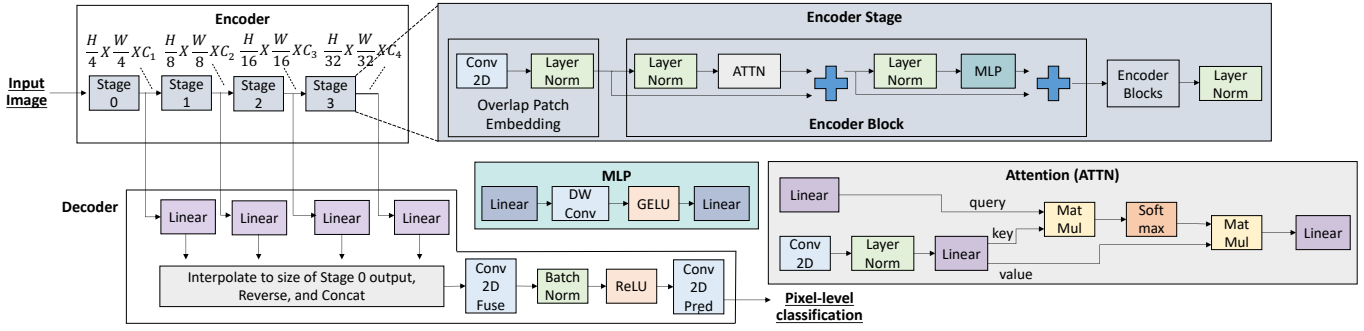 Encoder
H/4 X W/4 XC1 H/8 X W/8 XC2 H/16 X W/16 XC3 H/32 X W/32 XC4
Input
Image
Stage
0
Stage
1
Stage
2
Stage
3
Encoder Stage
Conv
2D
Layer
Norm
Overlap Patch
Embedding
Layer
Norm
ATTN
Layer
Norm
MLP
Encoder Block
Encoder
Blocks
Layer
Norm
Decoder
Linear
Linear
Linear
Linear
Interpolate to size of Stage 0 output,
Reverse, and Concat
Conv
2D
Fuse
Batch
Norm
ReLU
Conv
2D
Pred
Pixel-level
classification
MLP
Linear
DW
Conv
GELU
Linear
Attention (ATTN)
Linear
query
Conv
2D
Layer
Norm
Linear
key
value
Mat
Mul
Soft
max
Mat
Mul
Linear